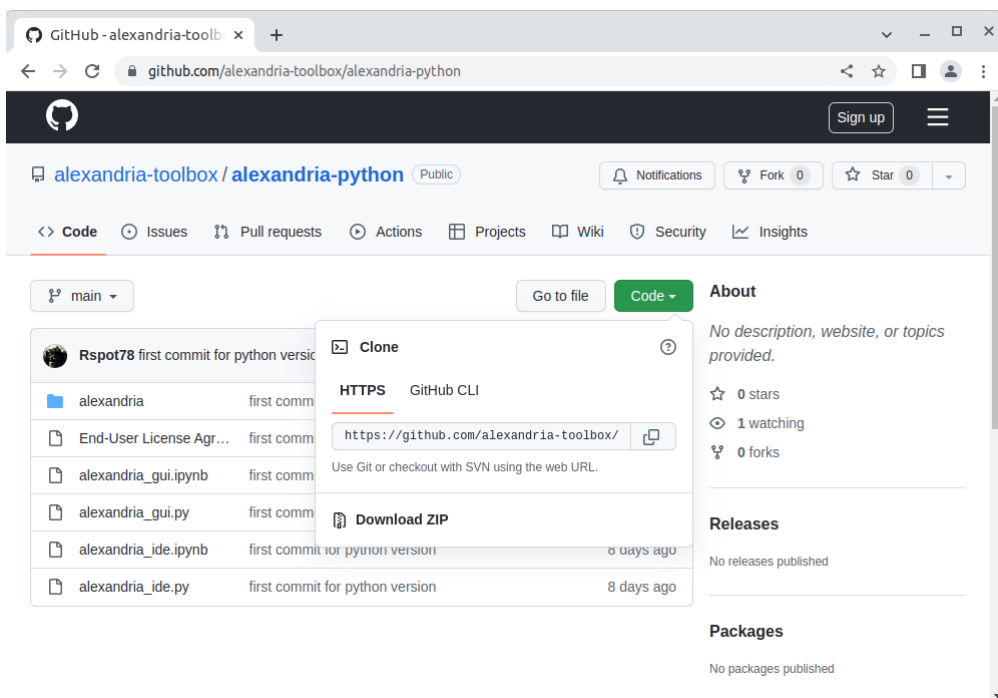 GitHub - alexandria-toolb
github.com/alexandria-toolbox/alexandria-python
Sign up
alexandria-toolbox / alexandria-python Public
Notifications Fork 0 Star 0
Code Issues Pull requests Actions Projects Wiki Security Insights
main Go to file Code
Rspot78 first commit for python
Clone
HTTPS GitHub CLI
https://github.com/alexandria-toolbox/
Use Git or checkout with SVN using the web URL.
Download ZIP
alexandria first
End-User License Agr... first
alexandria_gui.ipynb first
alexandria_gui.py first
alexandria_ide.ipynb first commit for python version 8 days ago
alexandria_ide.py first commit for python version 8 days ago
About
No description, website, or topics
provided.
0 stars
1 watching
0 forks
Releases
No releases published
Packages
No packages published